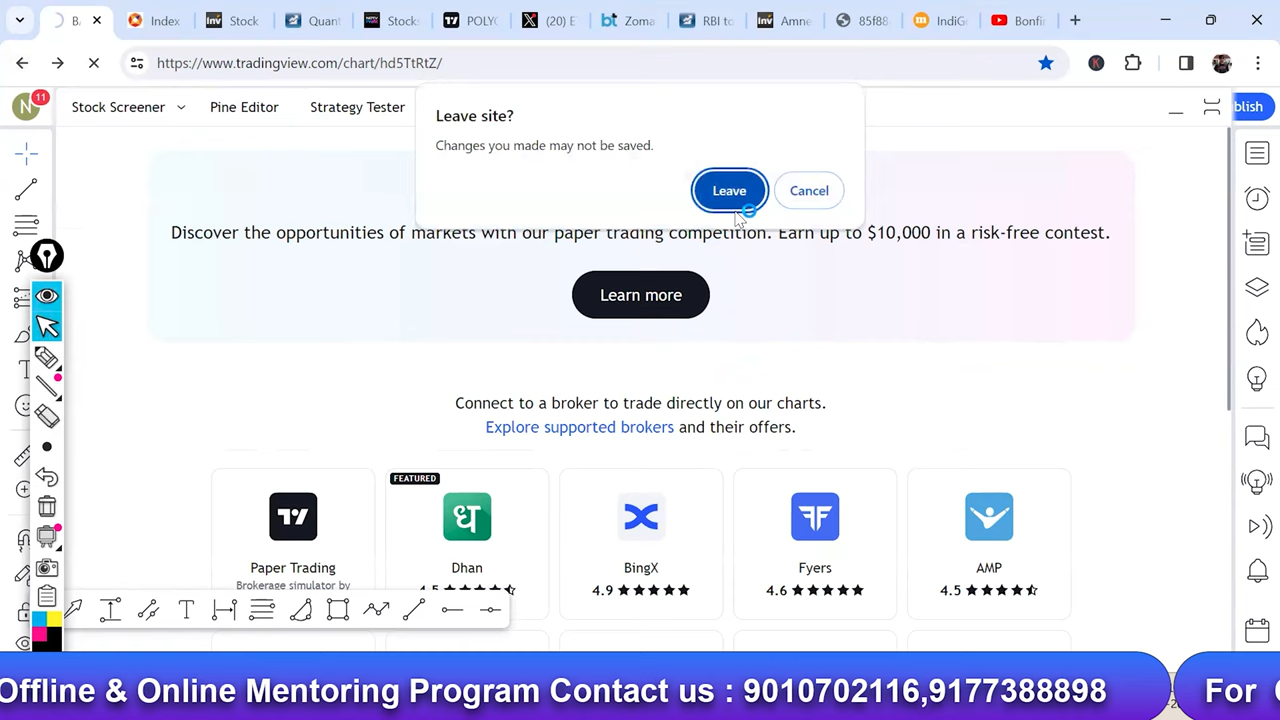 Index
Stock
Quant
Stock
POLYC
(20) E
Zoma
RBI to
Amne
85f88
IndiG
Bonfir
https://www.tradingview.com/chart/hd5TtRtZ/
N
11
Stock Screener
Pine Editor
Strategy Tester
blish
Leave site?
Changes you made may not be saved.
Leave
Cancel
Discover the opportunities of markets with our paper trading competition. Earn up to $10,000 in a risk-free contest.
Learn more
Connect to a broker to trade directly on our charts.
Explore supported brokers and their offers.
FEATURED
Paper Trading
Brokerage simulator by
Dhan
4.5
BingX
4.9
Fyers
4.6
AMP
4.5
Offline & Online Mentoring Program Contact us : 9010702116,9177388898
For